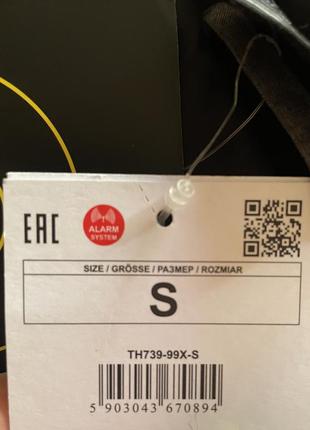 EAC
ALARM
SYSTEM
SIZE / GRÖSSE / РАЗМЕР / ROZMIAR
S
TH739-99X-S
5 903043 670894